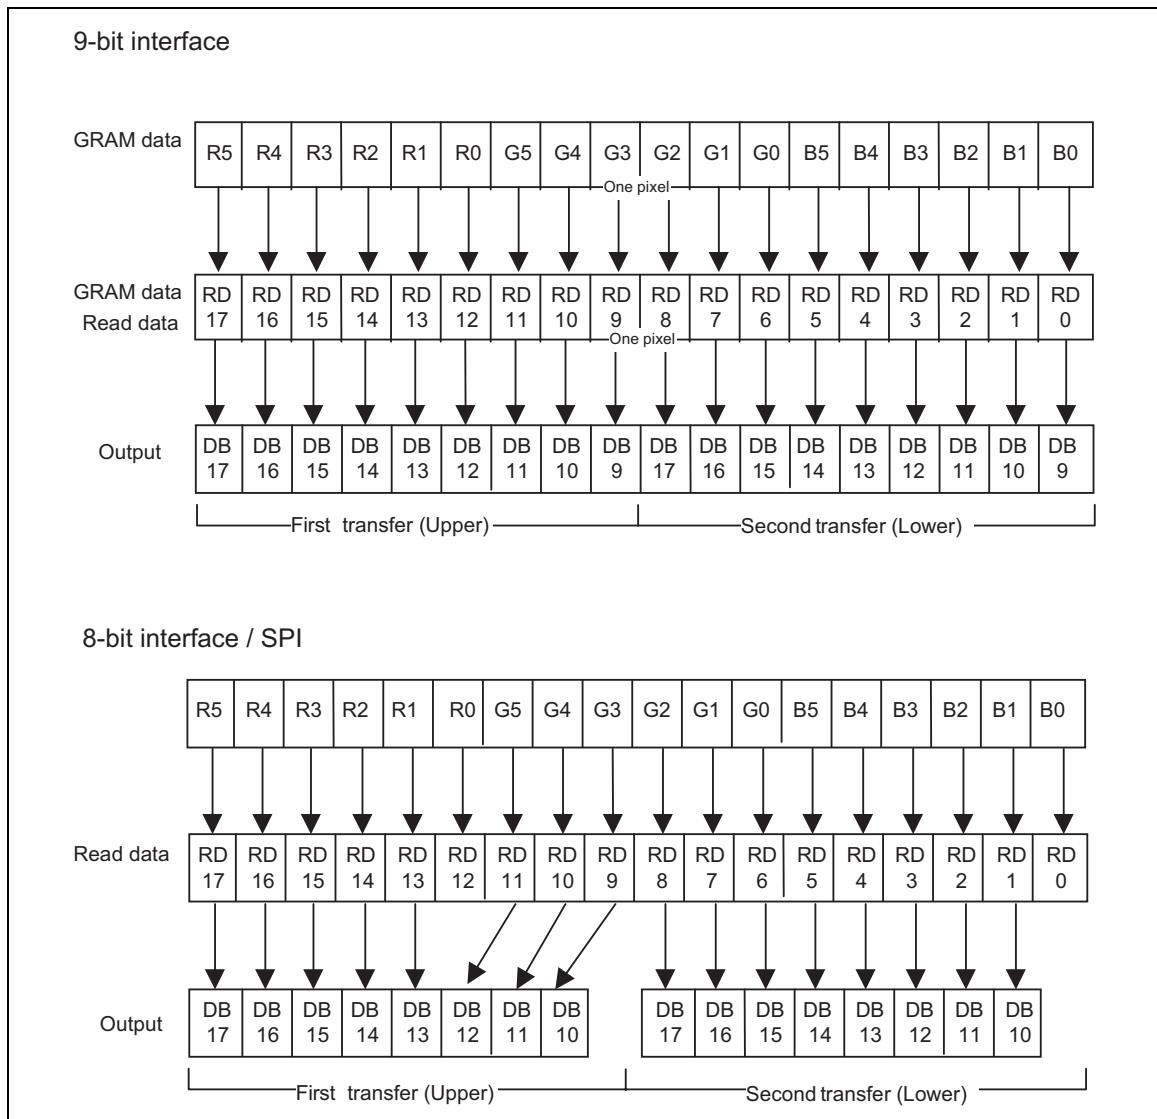 9-bit interface
GRAM data R5 R4 R3 R2 R1 R0 G5 G4 G3 G2 G1 G0 B5 B4 B3 B2 B1 B0
One pixel
GRAM data RD RD RD RD RD RD RD RD RD RD RD RD RD RD RD RD RD RD
Read data 17 16 15 14 13 12 11 10 9 8 7 6 5 4 3 2 1 0
One pixel
Output DB DB DB DB DB DB DB DB DB DB DB DB DB DB DB DB DB DB
17 16 15 14 13 12 11 10 9 17 16 15 14 13 12 11 10 9
First transfer (Upper) Second transfer (Lower)
8-bit interface / SPI
R5 R4 R3 R2 R1 R0 G5 G4 G3 G2 G1 G0 B5 B4 B3 B2 B1 B0
Read data RD RD RD RD RD RD RD RD RD RD RD RD RD RD RD RD RD RD
17 16 15 14 13 12 11 10 9 8 7 6 5 4 3 2 1 0
Output DB DB DB DB DB DB DB DB DB DB DB DB DB DB DB DB
17 16 15 14 13 12 11 10 17 16 15 14 13 12 11 10
First transfer (Upper) Second transfer (Lower)